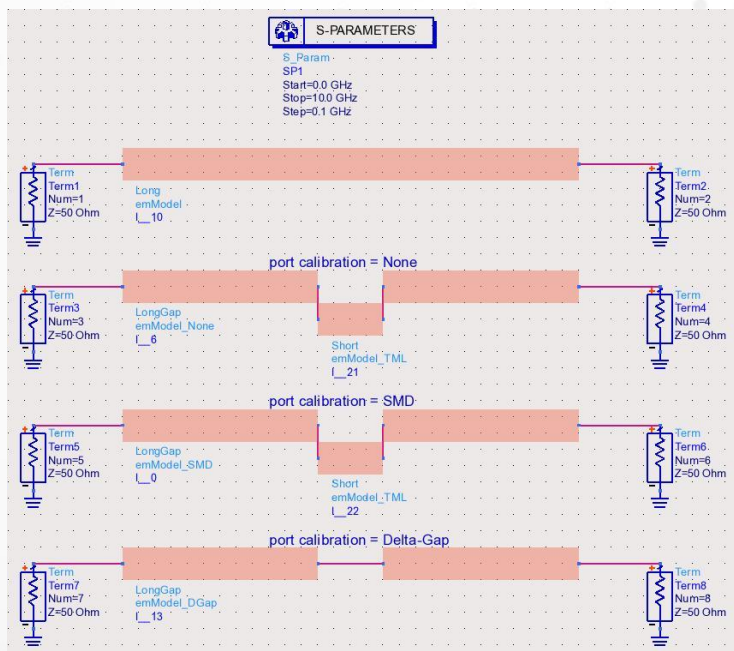 S-PARAMETERS
S_Param
SP1
Start=0.0 GHz
Stop=10.0 GHz
Step=0.1 GHz
+
Term
Term1
Num=1
Z=50 Ohm
-
Long
emModel
I__10
+
Term
Term2
Num=2
Z=50 Ohm
-
port calibration = None
+
Term
Term3
Num=3
Z=50 Ohm
-
LongGap
emModel_None
I__6
Short
emModel_TML
I__21
+
Term
Term4
Num=4
Z=50 Ohm
-
port calibration = SMD
+
Term
Term5
Num=5
Z=50 Ohm
-
LongGap
emModel_SMD
I__0
Short
emModel_TML
I__22
+
Term
Term6
Num=6
Z=50 Ohm
-
port calibration = Delta-Gap
+
Term
Term7
Num=7
Z=50 Ohm
-
LongGap
emModel_DGap
I__13
+
Term
Term8
Num=8
Z=50 Ohm
-